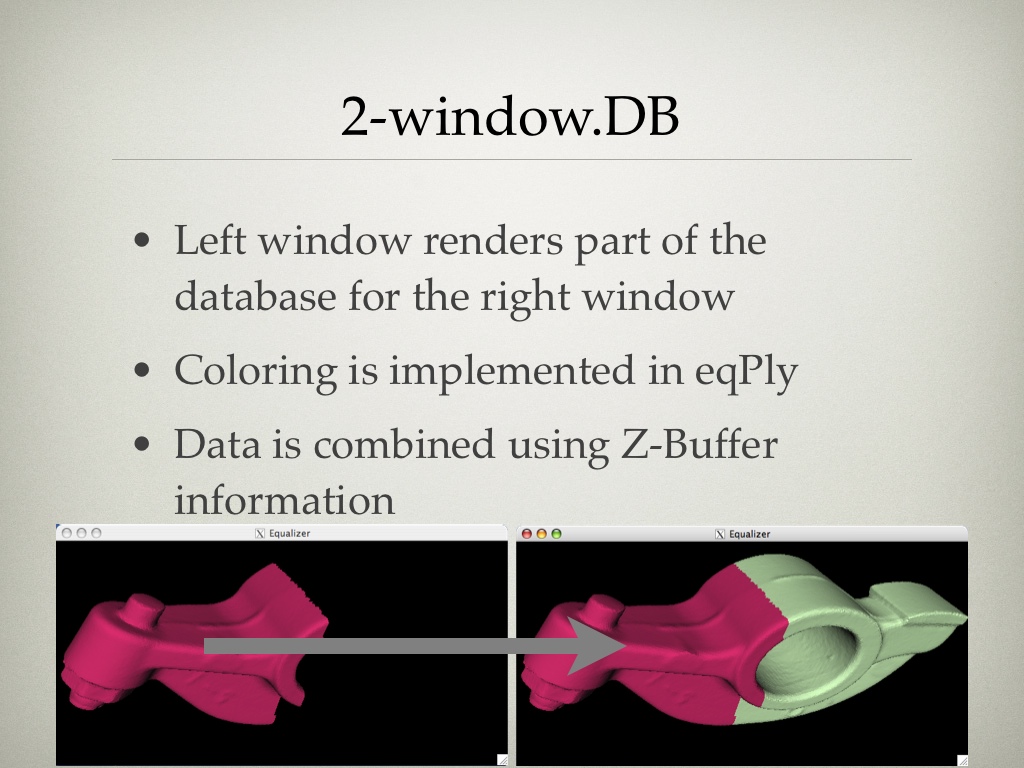 2-window.DB
• Left window renders part of the
database for the right window
• Coloring is implemented in eqPly
• Data is combined using Z-Buffer
information
X Equalizer
X Equalizer